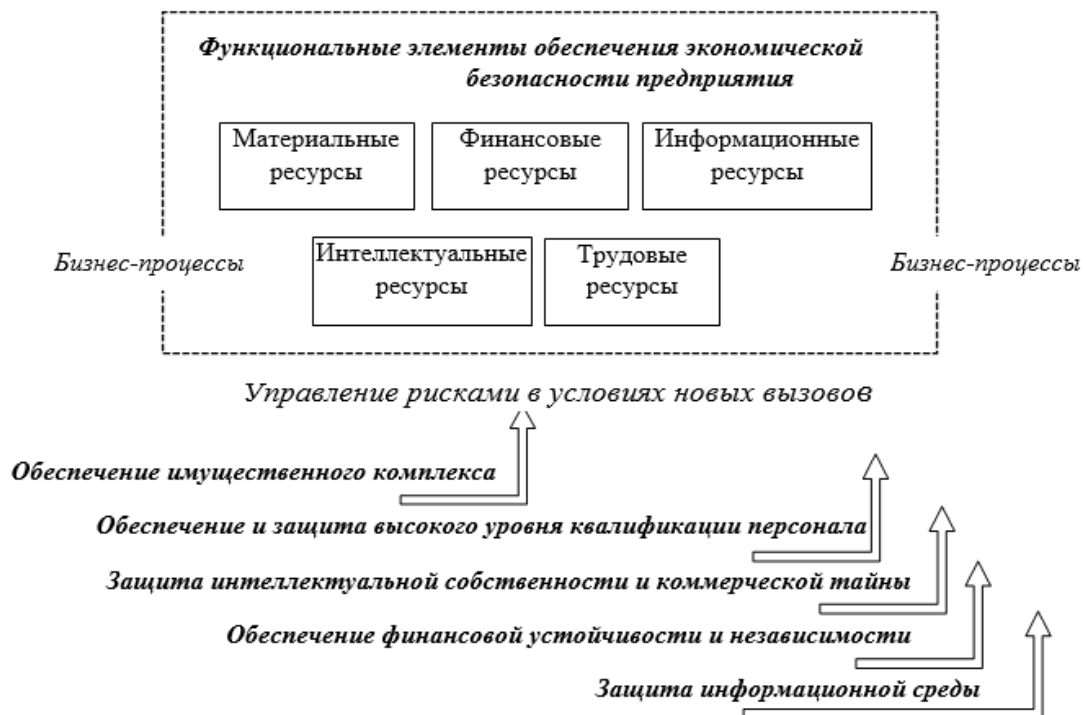 Функциональные элементы обеспечения экономической
безопасности предприятия
Материальные
ресурсы
Финансовые
ресурсы
Информационные
ресурсы
Бизнес-процессы
Интеллектуальные
ресурсы
Трудовые
ресурсы
Бизнес-процессы
Управление рисками в условиях новых вызовов
Обеспечение имущественного комплекса
Обеспечение и защита высокого уровня квалификации персонала
Защита интеллектуальной собственности и коммерческой тайны
Обеспечение финансовой устойчивости и независимости
Защита информационной среды